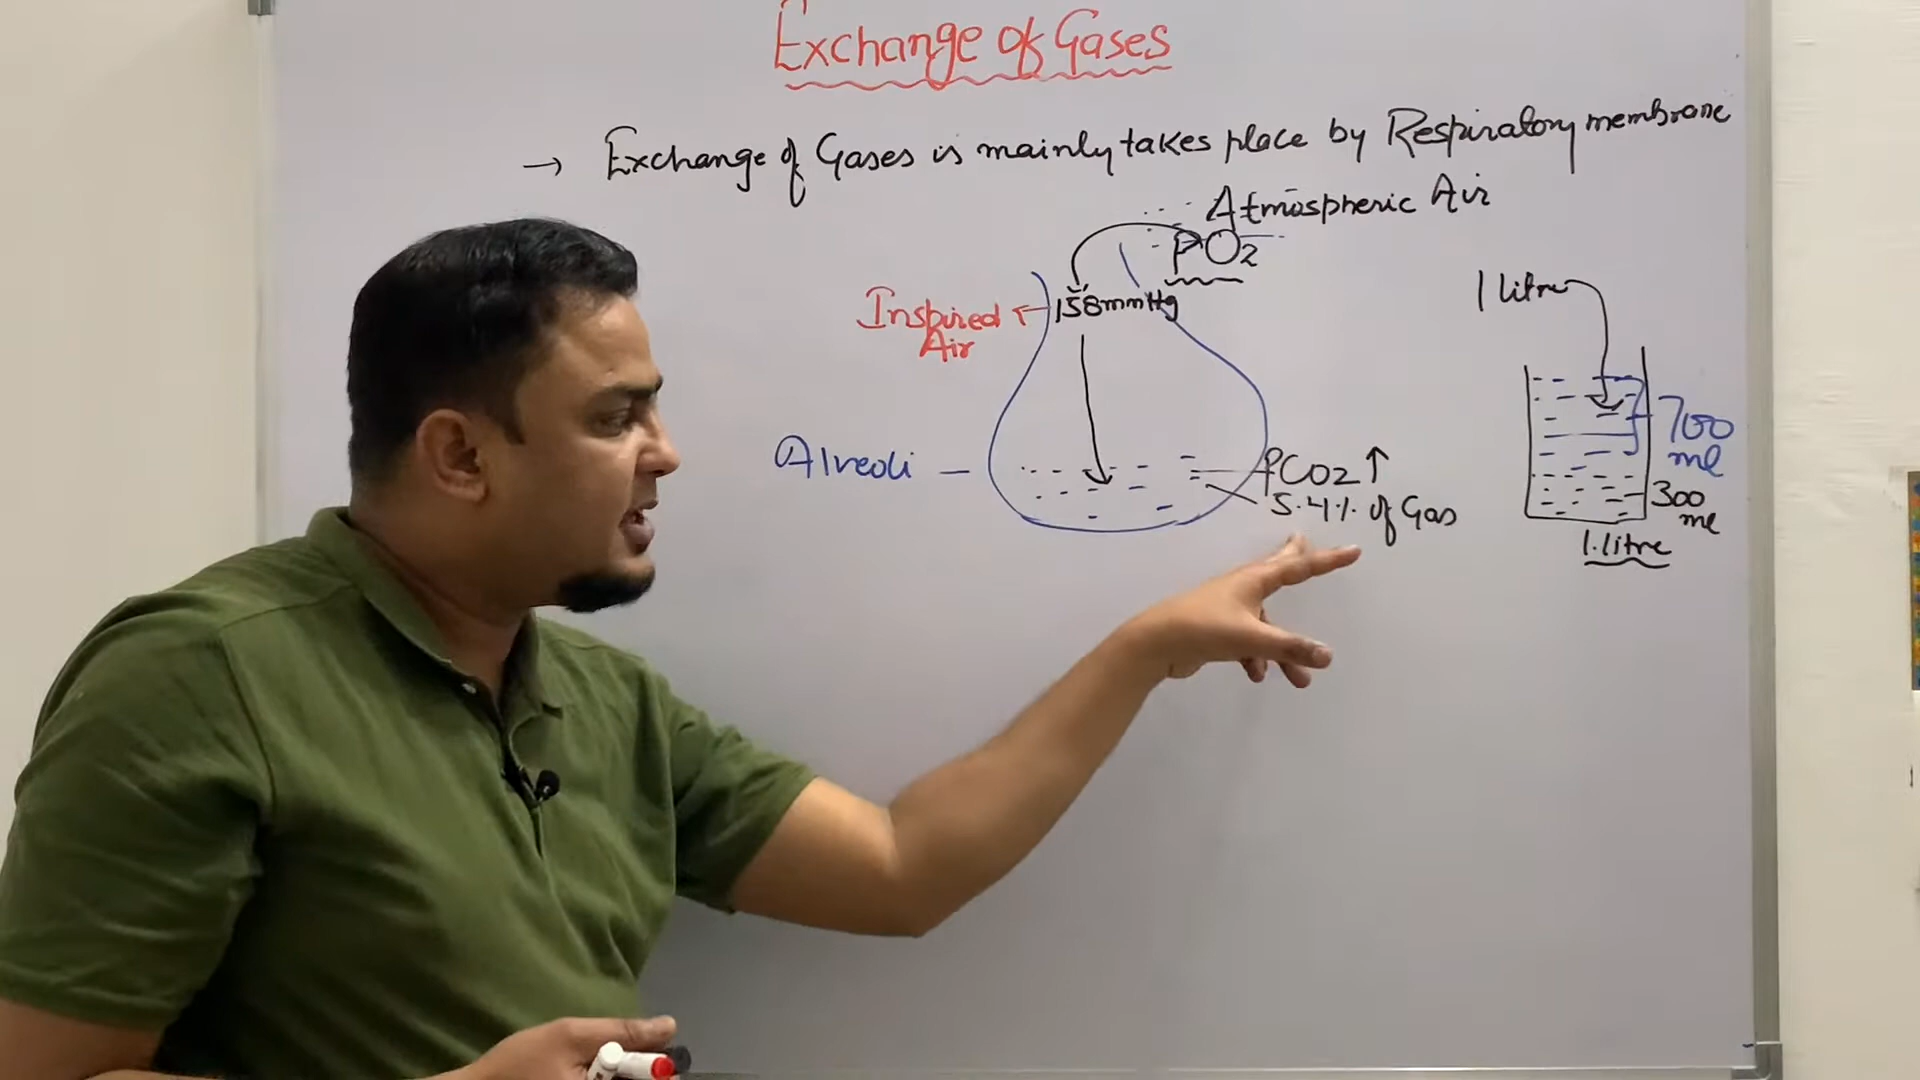 Exchange of Gases
→ Exchange of Gases is mainly takes place by Respiratory membrane
Atmospheric Air
PO2
Inspired Air
158mmHg
1 litre
Alveoli
PCO2↑
5.4% of Gas
700 ml
300 ml
1.litre